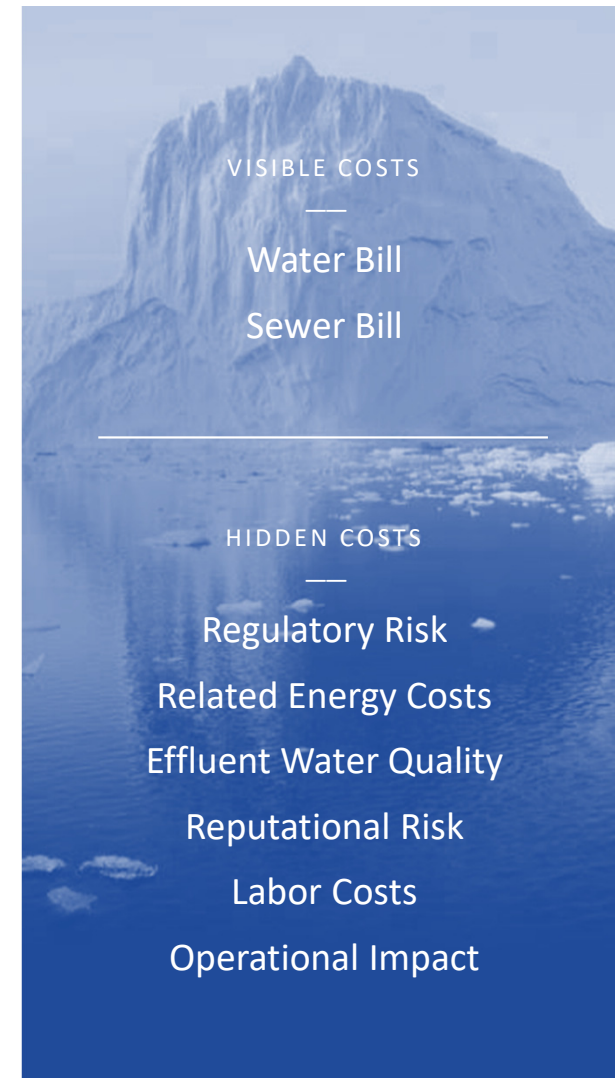 VISIBLE COSTS
Water Bill
Sewer Bill
HIDDEN COSTS
Regulatory Risk
Related Energy Costs
Effluent Water Quality
Reputational Risk
Labor Costs
Operational Impact